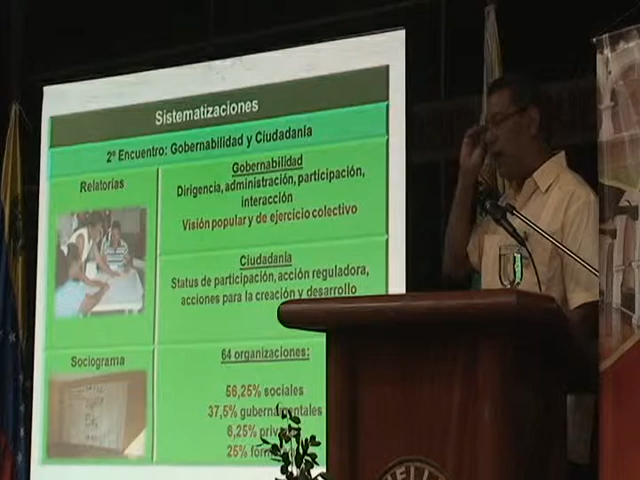 Sistematizaciones
2º Encuentro: Gobernabilidad y Ciudadanía
Relatorías
Gobernabilidad
Dirigencia, administración, participación,
interacción
Visión popular y de ejercicio colectivo
Ciudadanía
Status de participación, acción reguladora,
acciones para la creación y desarrollo
Sociograma
64 organizaciones:
56,25% sociales
37,5% gubernamentales
6,25%
25%